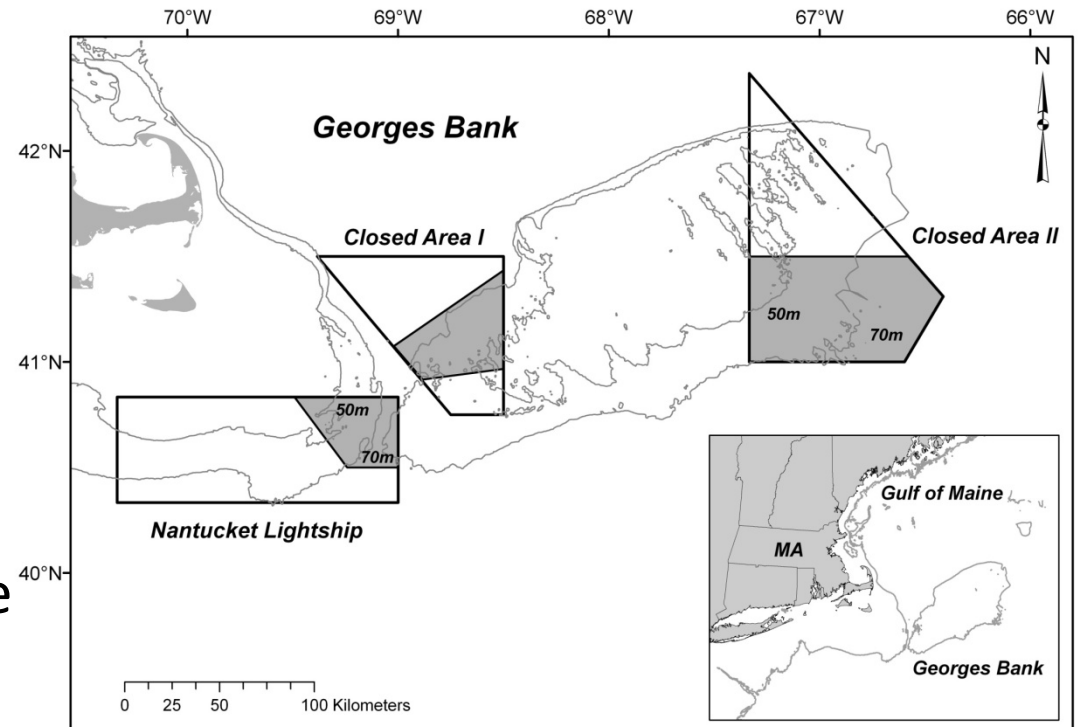 70°W 69°W 68°W 67°W 66°W
N
Georges Bank
42°N
Closed Area I
Closed Area II
50m
70m
41°N
50m
70m
Nantucket Lightship
Gulf of Maine
MA
40°N
e
Georges Bank
0 25 50 100 Kilometers